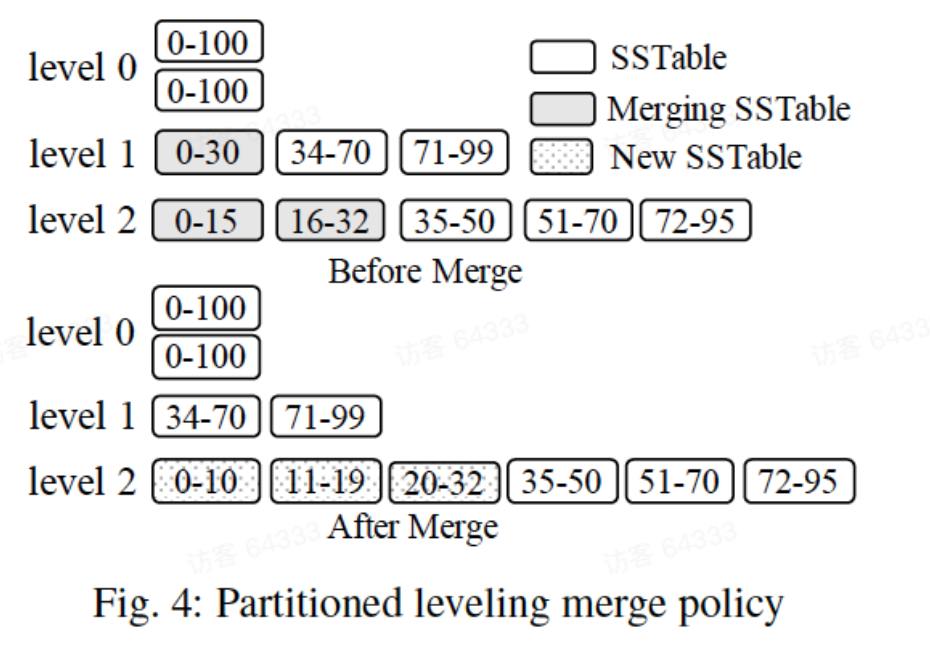 level 0 0-100
0-100
SSTable
Merging SSTable
New SSTable
level 1 0-30 34-70 71-99
level 2 0-15 16-32 35-50 51-70 72-95
Before Merge
level 0 0-100
0-100
level 1 34-70 71-99
level 2 0-10 11-19 20-32 35-50 51-70 72-95
After Merge
Fig. 4: Partitioned leveling merge policy
访客 64333
访客 6433
访客 64333
访客 64333